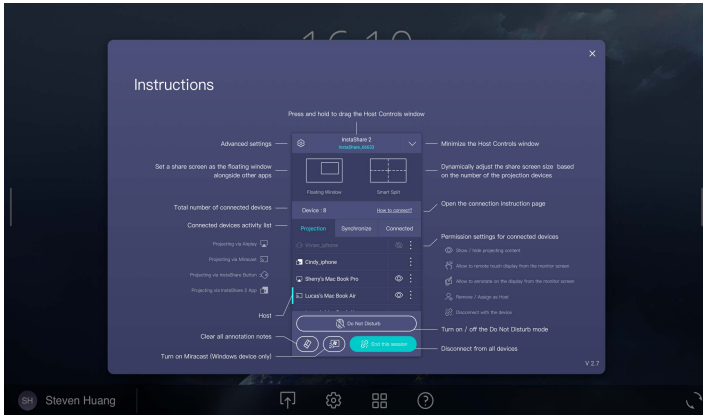 16:10
Instructions
Press and hold to drag the Host Controls window
Advanced settings
InstaShare 2
Minimize the Host Controls window
Set a share screen as the floating window
alongside other apps
Dynamically adjust the share screen size based
on the number of the projection devices
Floating Window
Smart Split
Total number of connected devices
Device : 8
How to connect?
Open the connection instruction page
Connected devices activity list
Projection
Synchronize
Connected
Permission settings for connected devices
Projecting via Airplay
Vivian_iphone
Show / hide projecting content
Projecting via Miracast
Cindy_iphone
Allow to remote touch display from the monitor screen
Projecting via InstaShare Button
Sherry's Mac Book Pro
Allow to annotate on the display from the monitor screen
Projecting via InstaShare 2 App
Lucas's Mac Book Air
Remove / Assign as Host
Disconnect with the device
Host
Do Not Disturb
Turn on / off the Do Not Disturb mode
Clear all annotation notes
End this session
Disconnect from all devices
Turn on Miracast (Windows device only)
V 2.7
SH
Steven Huang